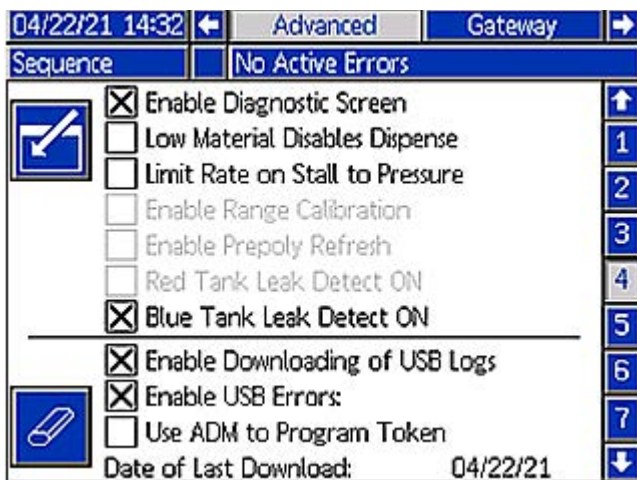 04/22/21 14:32 Advanced Gateway
Sequence No Active Errors
Enable Diagnostic Screen
Low Material Disables Dispense
Limit Rate on Stall to Pressure
Enable Range Calibration
Enable Prepoly Refresh
Red Tank Leak Detect ON
Blue Tank Leak Detect ON
Enable Downloading of USB Logs
Enable USB Errors:
Use ADM to Program Token
Date of Last Download: 04/22/21
1
2
3
4
5
6
7